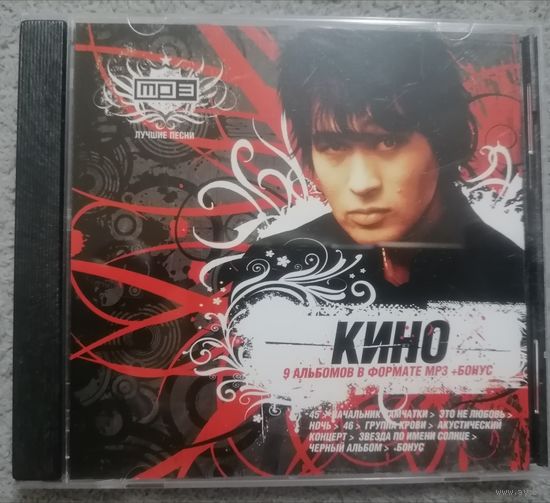 mp3
ЛУЧШИЕ ПЕСНИ
КИНО
9 АЛЬБОМОВ В ФОРМАТЕ MP3 +БОНУС
45 > НАЧАЛЬНИК КАМЧАТКИ > ЭТО НЕ ЛЮБОВЬ >
НОЧЬ > 46 > ГРУППА КРОВИ > АКУСТИЧЕСКИЙ
КОНЦЕРТ > ЗВЕЗДА ПО ИМЕНИ СОЛНЦЕ >
ЧЕРНЫЙ АЛЬБОМ > +БОНУС